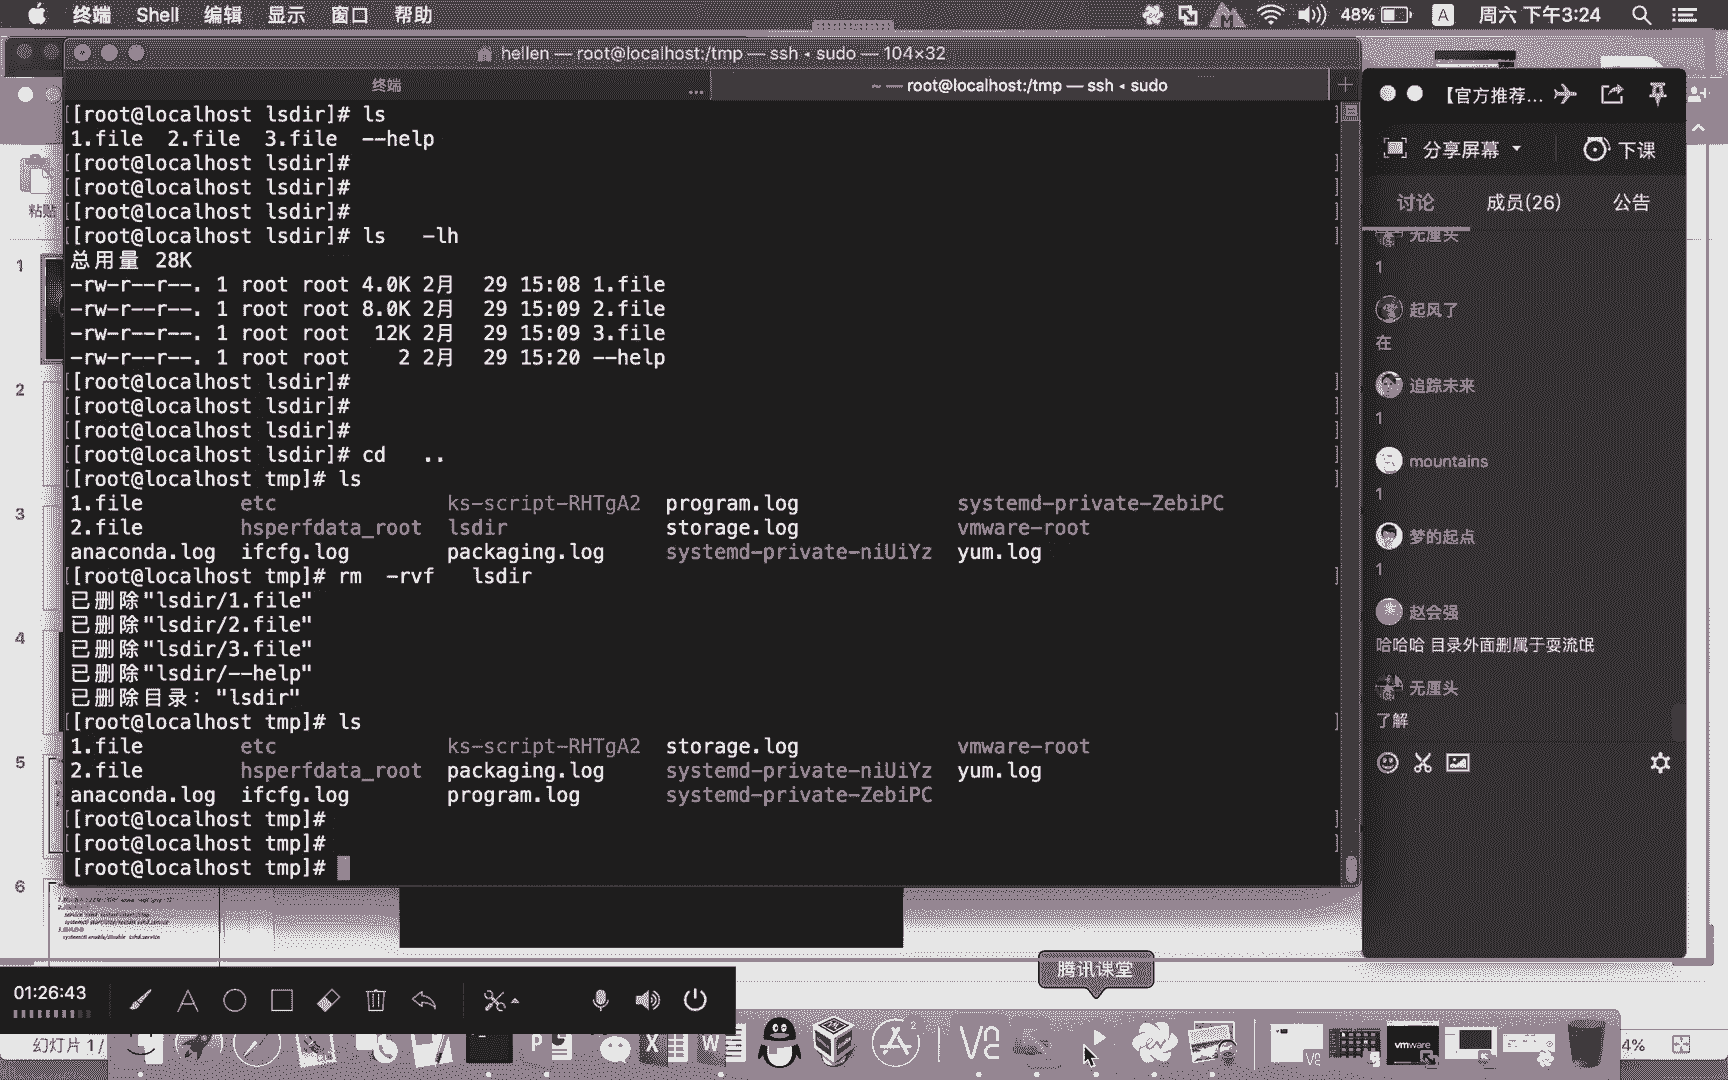 终端 Shell 编辑 显示 窗口 帮助
48% A 周六 下午3:24
hellen — root@localhost:/tmp — ssh ◂ sudo — 104×32
终端 ... ~ — root@localhost:/tmp — ssh ◂ sudo +
[[root@localhost lsdir]# ls ]
1.file  2.file  3.file  --help
[[root@localhost lsdir]# ]
[[root@localhost lsdir]# ]
[[root@localhost lsdir]# ]
[[root@localhost lsdir]# ls   -lh ]
总用量 28K
-rw-r--r--. 1 root root 4.0K 2月  29 15:08 1.file
-rw-r--r--. 1 root root 8.0K 2月  29 15:09 2.file
-rw-r--r--. 1 root root  12K 2月  29 15:09 3.file
-rw-r--r--. 1 root root    2 2月  29 15:20 --help
[[root@localhost lsdir]# ]
[[root@localhost lsdir]# ]
[[root@localhost lsdir]# ]
[[root@localhost lsdir]# cd   .. ]
[[root@localhost tmp]# ls ]
1.file etc ks-script-RHTgA2 program.log systemd-private-ZebiPC
2.file hsperfdata_root lsdir storage.log vmware-root
anaconda.log ifcfg.log packaging.log systemd-private-niUiYz yum.log
[[root@localhost tmp]# rm  -rvf   lsdir ]
已删除"lsdir/1.file"
已删除"lsdir/2.file"
已删除"lsdir/3.file"
已删除"lsdir/--help"
已删除目录："lsdir"
[[root@localhost tmp]# ls ]
1.file etc ks-script-RHTgA2 storage.log vmware-root
2.file hsperfdata_root packaging.log systemd-private-niUiYz yum.log
anaconda.log ifcfg.log program.log systemd-private-ZebiPC
[[root@localhost tmp]# ]
[[root@localhost tmp]# ]
[root@localhost tmp]#
粘贴
1
2
3
4
5
6
【官方推荐...
分享屏幕 下课
讨论 成员(26) 公告
无厘头
1
起风了
在
追踪未来
1
mountains
1
梦的起点
1
赵会强
哈哈哈 目录外面删属于耍流氓
无厘头
了解
腾讯课堂
01:26:43
幻灯片 1 /
4%
vmware